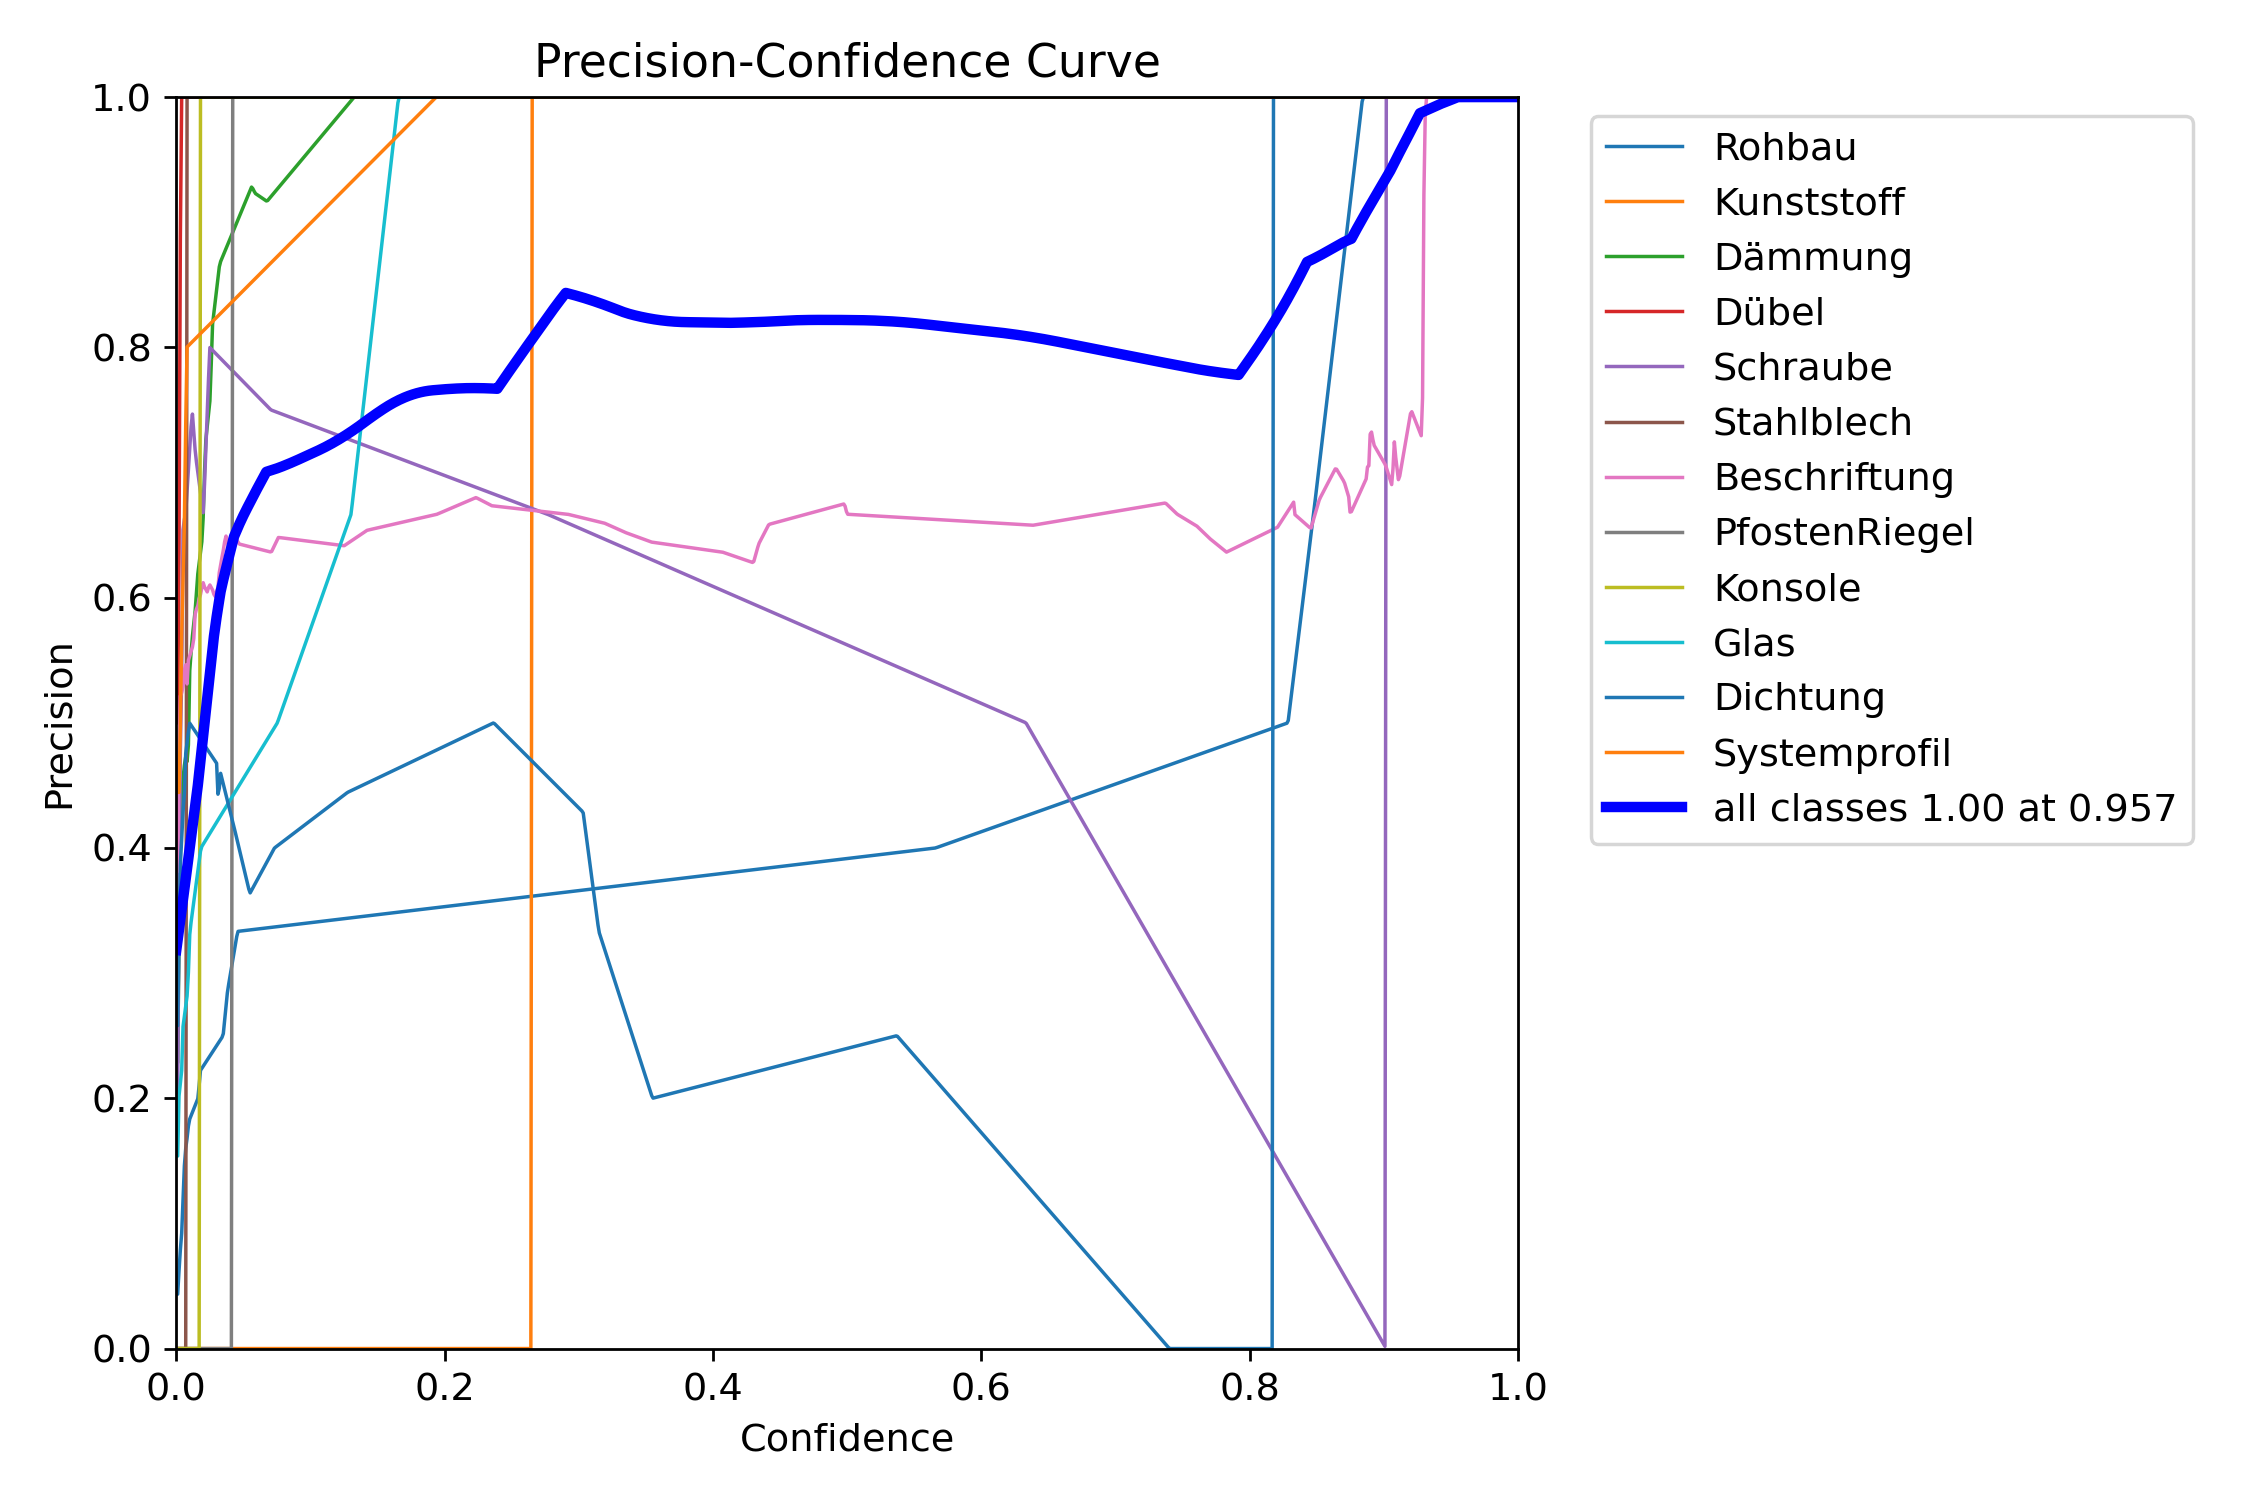 Precision-Confidence Curve
1.0
0.8
0.6
0.4
0.2
0.0
Precision
0.0 0.2 0.4 0.6 0.8 1.0
Confidence
Rohbau
Kunststoff
Dämmung
Dübel
Schraube
Stahlblech
Beschriftung
PfostenRiegel
Konsole
Glas
Dichtung
Systemprofil
all classes 1.00 at 0.957